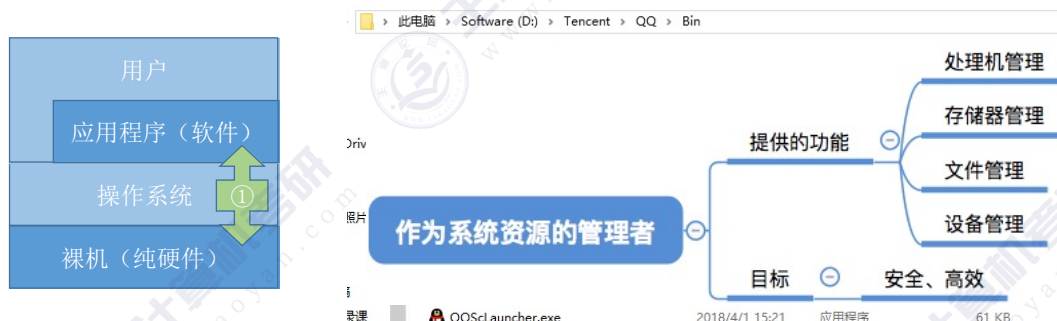 此电脑 > Software (D:) > Tencent > QQ > Bin
用户
应用程序（软件）
操作系统
①
裸机（纯硬件）
作为系统资源的管理者
提供的功能
处理机管理
存储器管理
文件管理
设备管理
目标
安全、高效
照片
录课
QQScLauncher.exe
2018/4/1 15:21
应用程序
61 KB